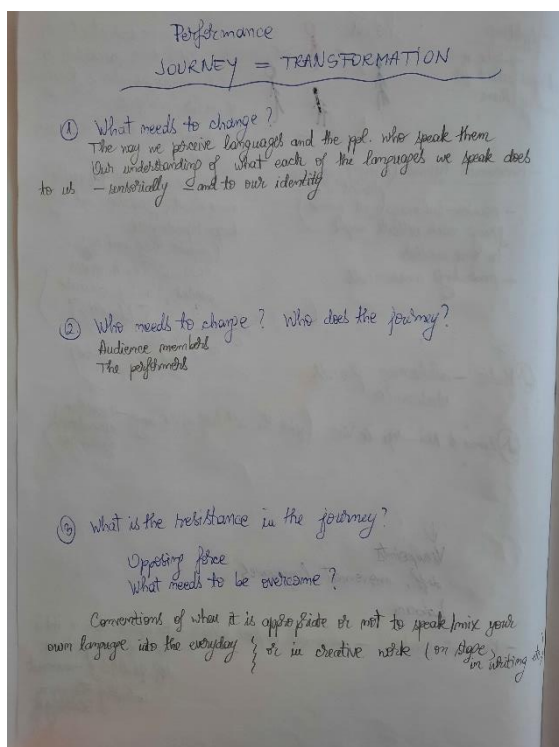 Performance
JOURNEY = TRANSFORMATION
① What needs to change?
The way we perceive languages and the ppl. who speak them
Our understanding of what each of the languages we speak does
to us – sensorially – and to our identity
② Who needs to change? Who does the journey?
Audience members
The performers
③ What is the resistance in the journey?
Opposing force
What needs to be overcome?
Conventions of when it is appropriate or not to speak/mix your
own language into the everyday or in creative work (on stage,
in writing etc.)